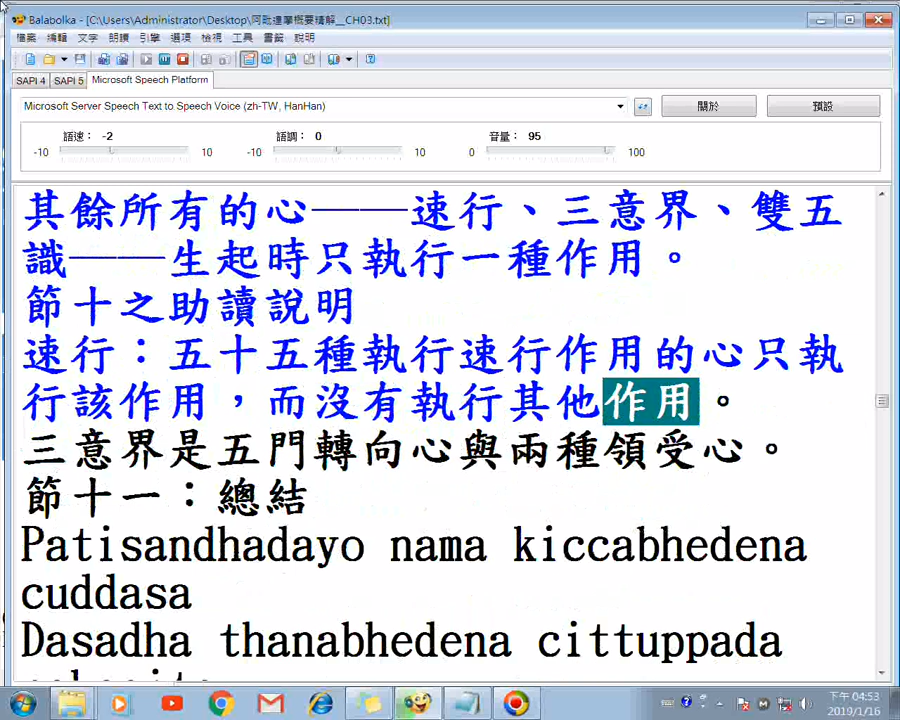 Balabolka - [C:\Users\Administrator\Desktop\阿毗達摩概要精解__CH03.txt]
檔案 編輯 文字 朗讀 引擎 選項 檢視 工具 書籤 說明
SAPI 4 SAPI 5 Microsoft Speech Platform
Microsoft Server Speech Text to Speech Voice (zh-TW, HanHan) 關於 預設
語速： -2 語調： 0 音量： 95
-10 10 -10 10 0 100
其餘所有的心———速行、三意界、雙五
識———生起時只執行一種作用。
節十之助讀說明
速行：五十五種執行速行作用的心只執
行該作用，而沒有執行其他作用。
三意界是五門轉向心與兩種領受心。
節十一：總結
Patisandhadayo nama kiccabhedena
cuddasa
Dasadha thanabhedena cittuppada
下午 04:53
2019/1/16